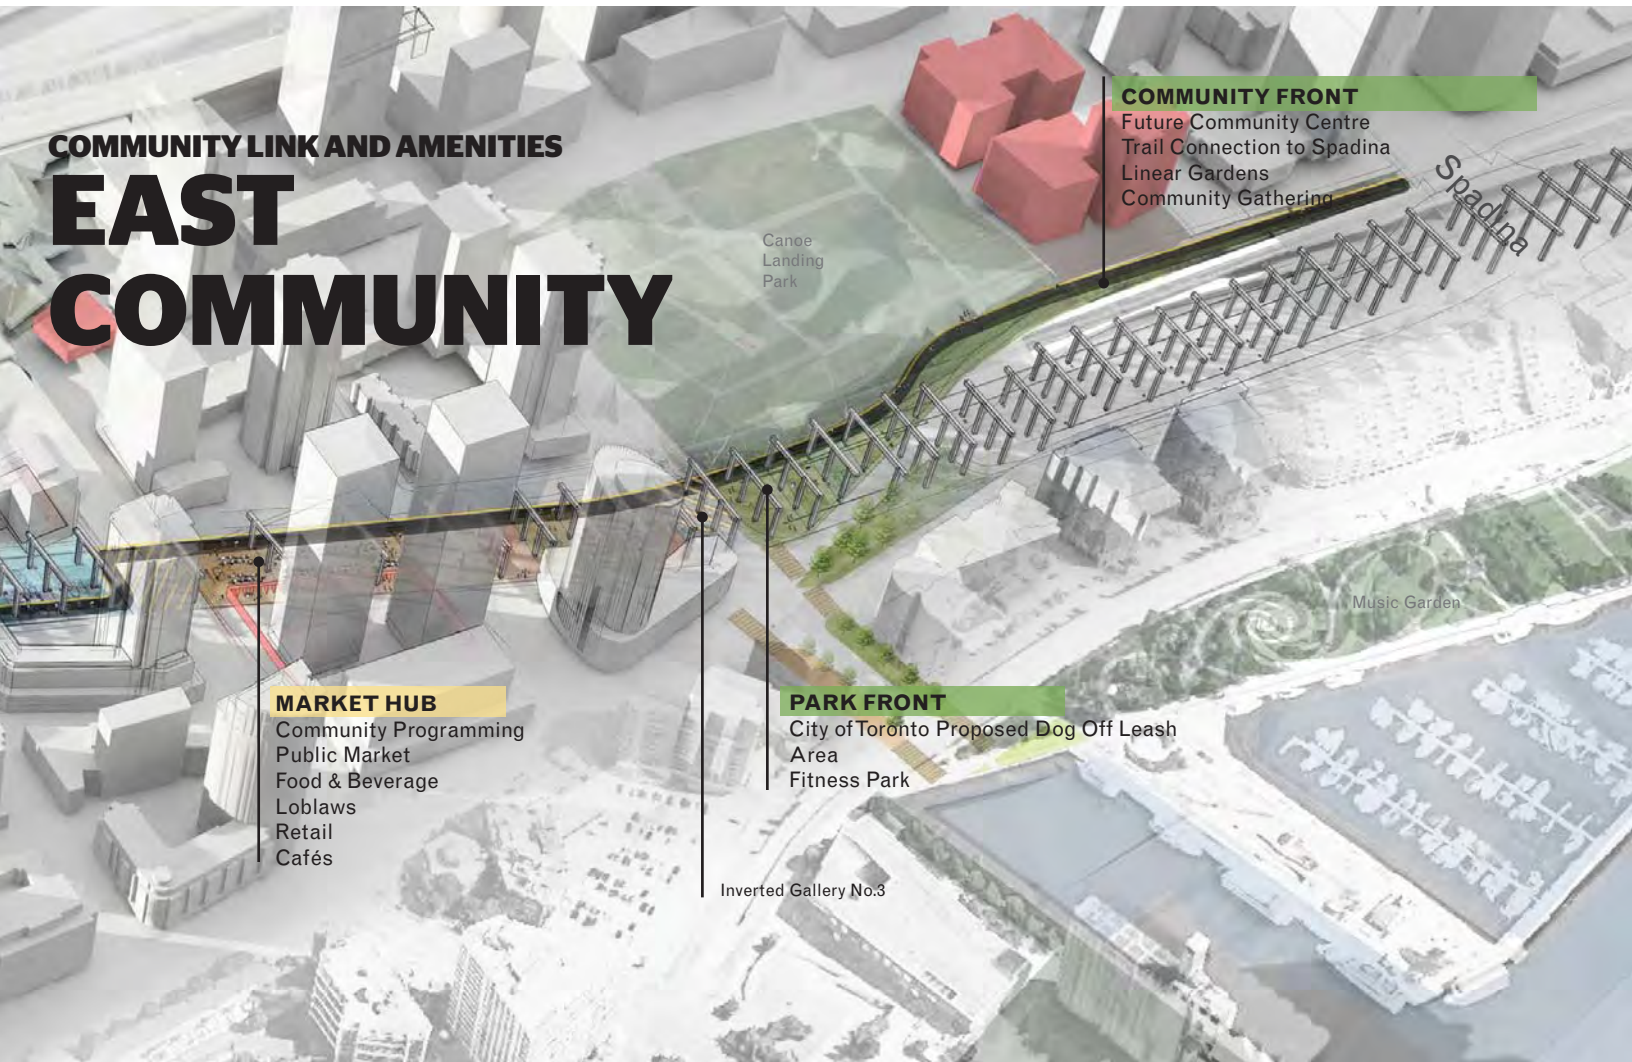 COMMUNITY LINK AND AMENITIES
EAST
COMMUNITY
COMMUNITY FRONT
Future Community Centre
Trail Connection to Spadina
Linear Gardens
Community Gathering
Spadina
Canoe
Landing
Park
Music Garden
MARKET HUB
Community Programming
Public Market
Food & Beverage
Loblaws
Retail
Cafés
PARK FRONT
City of Toronto Proposed Dog Off Leash
Area
Fitness Park
Inverted Gallery No.3